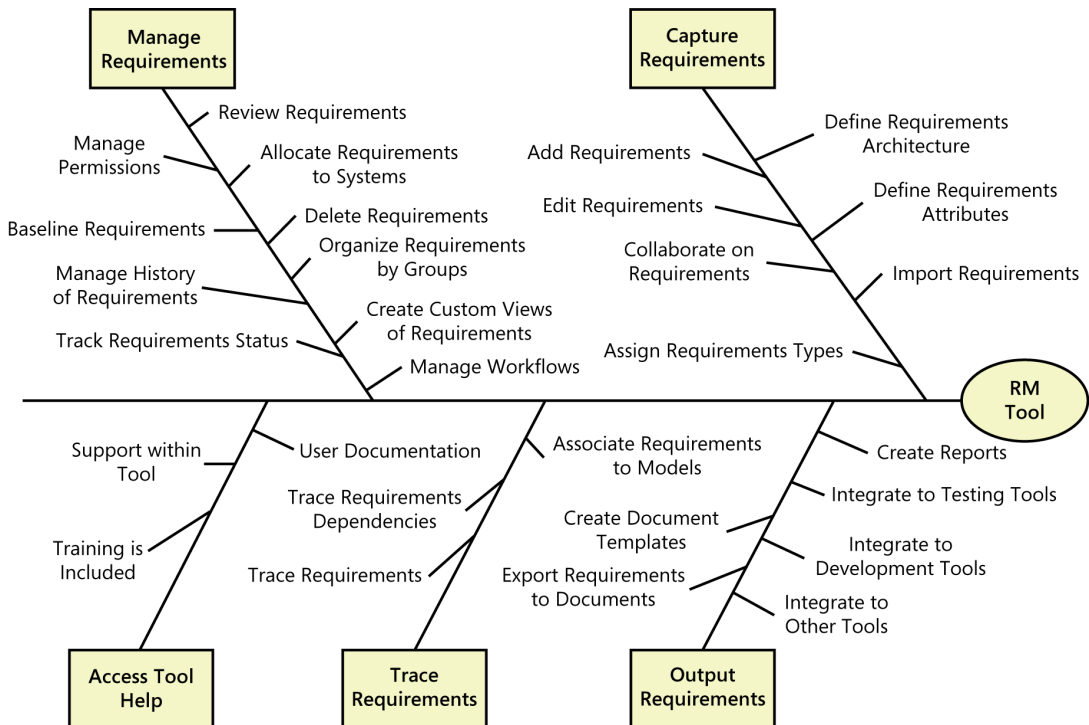 Manage
Requirements
Review Requirements
Manage
Permissions
Allocate Requirements
to Systems
Baseline Requirements
Delete Requirements
Organize Requirements
by Groups
Manage History
of Requirements
Create Custom Views
of Requirements
Track Requirements Status
Manage Workflows
Capture
Requirements
Define Requirements
Architecture
Add Requirements
Define Requirements
Attributes
Edit Requirements
Collaborate on
Requirements
Import Requirements
Assign Requirements Types
RM
Tool
Support within
Tool
User Documentation
Training is
Included
Access Tool
Help
Associate Requirements
to Models
Trace Requirements
Dependencies
Trace Requirements
Trace
Requirements
Create Reports
Integrate to Testing Tools
Create Document
Templates
Integrate to
Development Tools
Export Requirements
to Documents
Integrate to
Other Tools
Output
Requirements